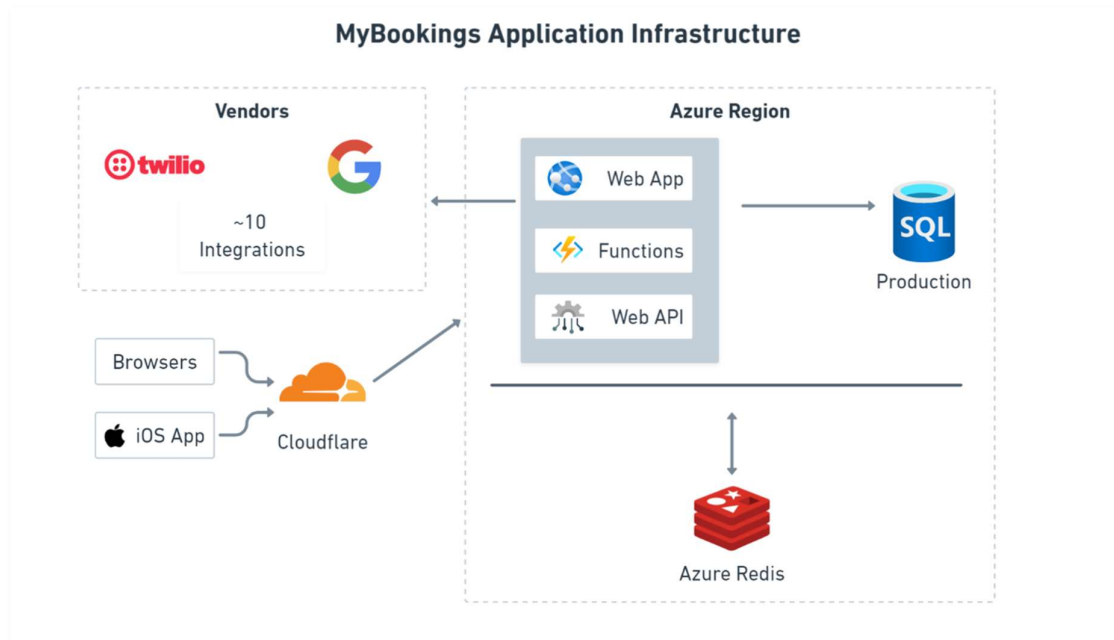 MyBookings Application Infrastructure
Vendors
twilio
G
~10
Integrations
Browsers
iOS App
Cloudflare
Azure Region
Web App
Functions
Web API
SQL
Production
Azure Redis